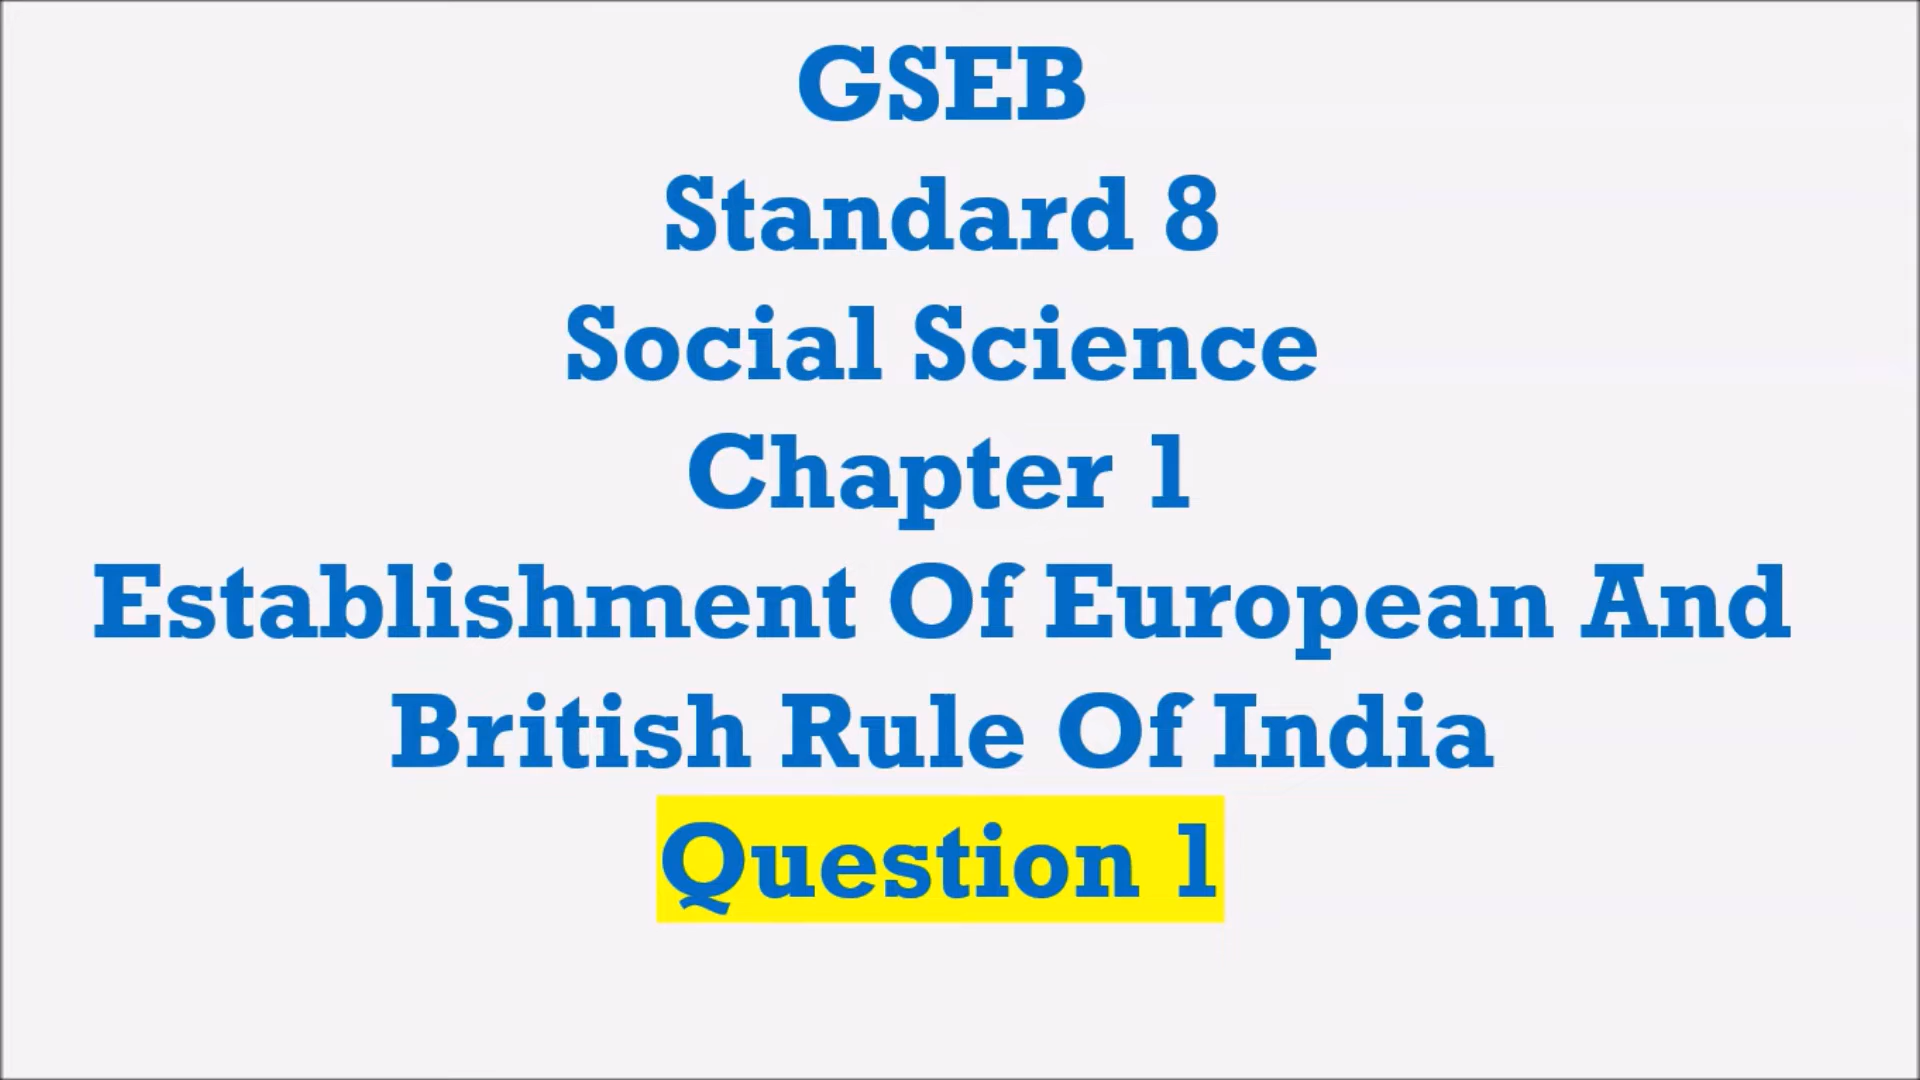 GSEB
Standard 8
Social Science
Chapter 1
Establishment Of European And
British Rule Of India
Question 1